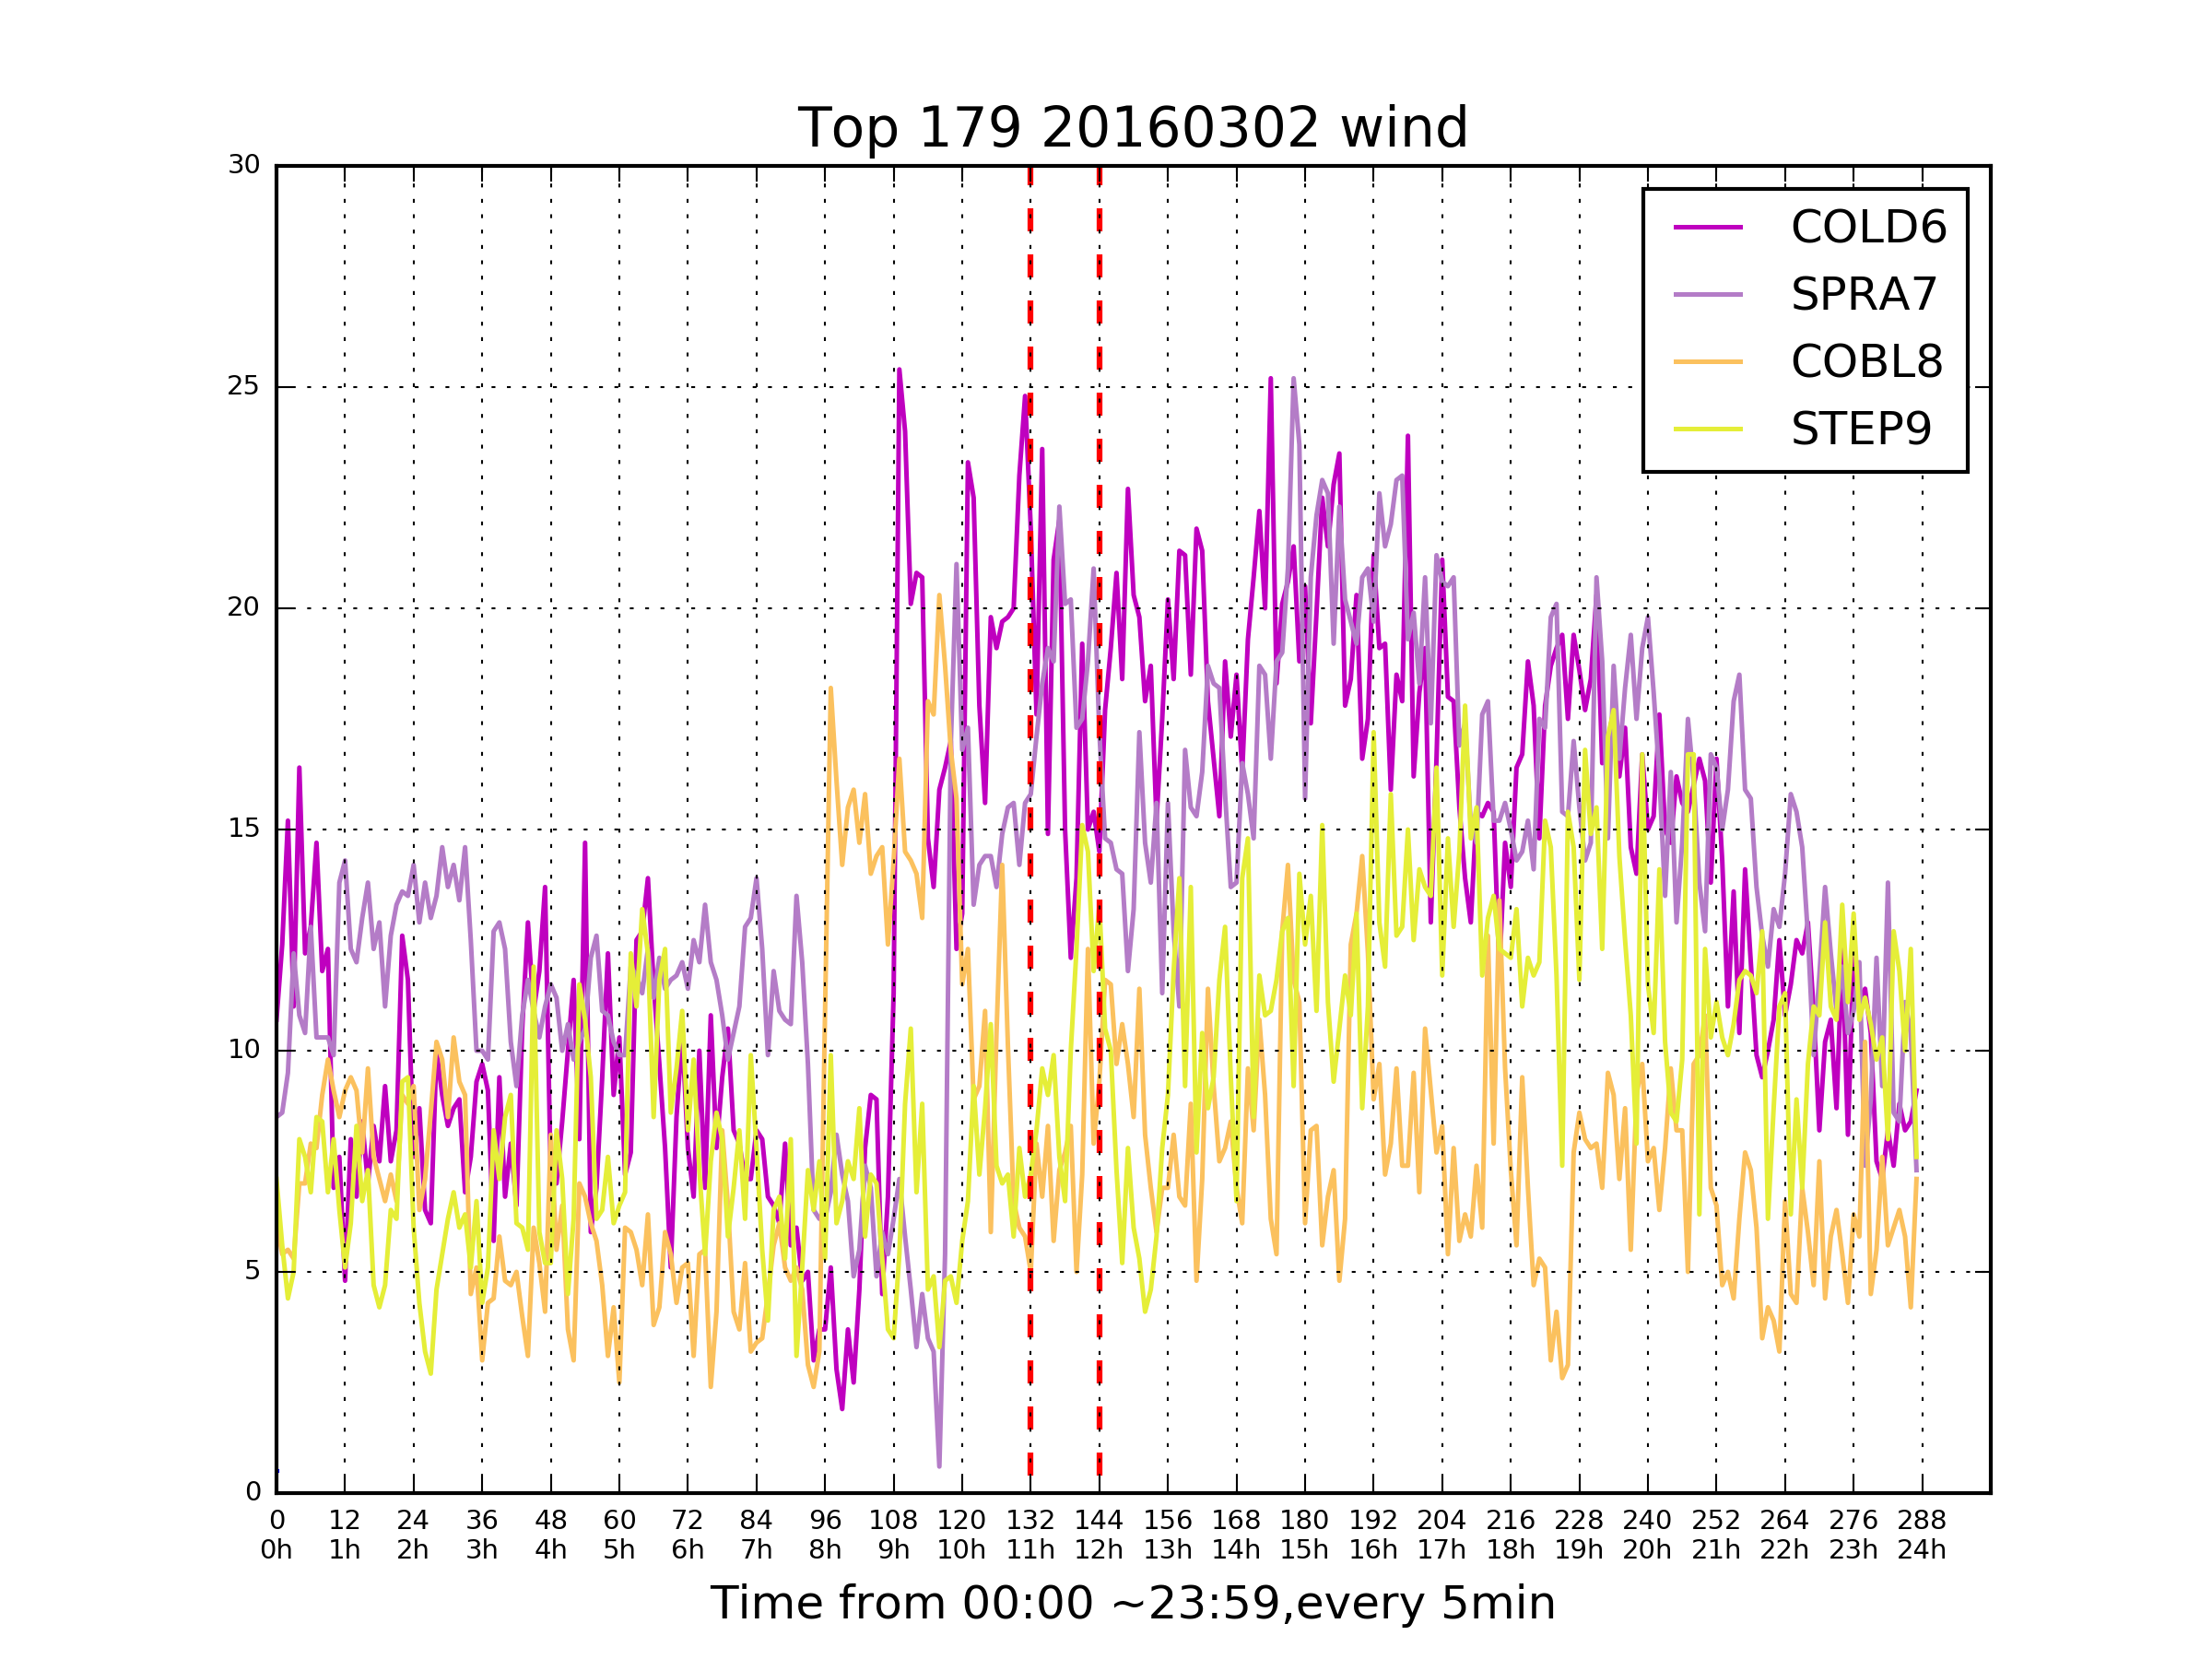 Top 179 20160302 wind
30
25
20
15
10
5
0
COLD6
SPRA7
COBL8
STEP9
0 12 24 36 48 60 72 84 96 108 120 132 144 156 168 180 192 204 216 228 240 252 264 276 288
0h 1h 2h 3h 4h 5h 6h 7h 8h 9h 10h 11h 12h 13h 14h 15h 16h 17h 18h 19h 20h 21h 22h 23h 24h
Time from 00:00 ~23:59,every 5min